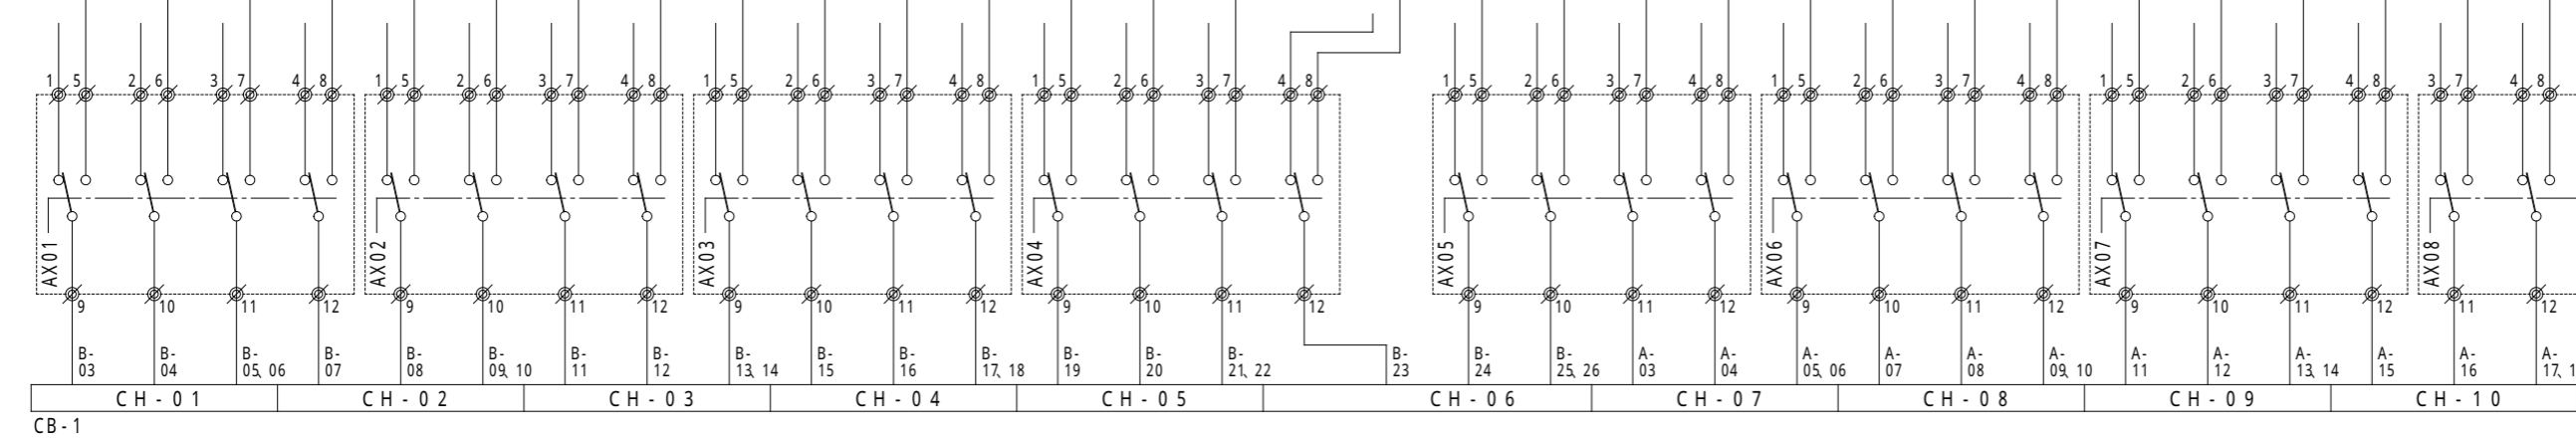 1 5 2 6 3 7 4 8 1 5 2 6 3 7 4 8 1 5 2 6 3 7 4 8 1 5 2 6 3 7 4 8 1 5 2 6 3 7 4 8 1 5 2 6 3 7 4 8 1 5 2 6 3 7 4 8 3 7 4 8
AX01 AX02 AX03 AX04 AX05 AX06 AX07 AX08
9 10 11 12 9 10 11 12 9 10 11 12 9 10 11 12 9 10 11 12 9 10 11 12 9 10 11 12 11 12
B- B- B- B- B- B- B- B- B- B- B- B- B- B- B- B- B- B- A- A- A- A- A- A- A- A- A- A- A- A-
03 04 05, 06 07 08 09, 10 11 12 13, 14 15 16 17, 18 19 20 21, 22 23 24 25, 26 03 04 05, 06 07 08 09, 10 11 12 13, 14 15 16 17,
CH-01 CH-02 CH-03 CH-04 CH-05 CH-06 CH-07 CH-08 CH-09 CH-10
CB-1